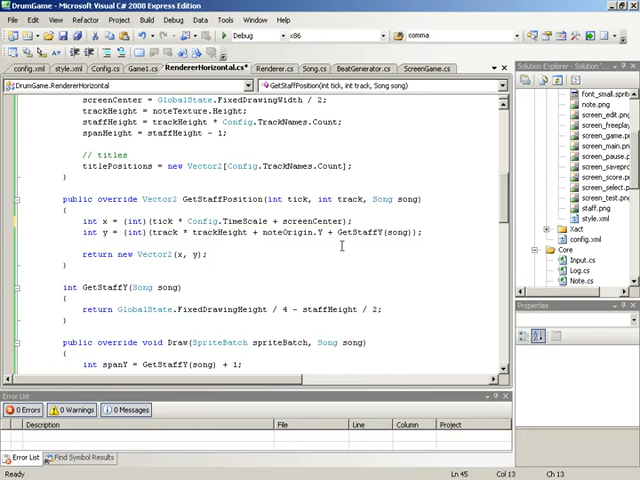 DrumGame - Microsoft Visual C# 2008 Express Edition
File Edit View Refactor Project Build Debug Data Tools Window Help
Debug x86 comma
config.xml style.xml Config.cs Game1.cs RendererHorizontal.cs* Renderer.cs Song.cs BeatGenerator.cs ScreenGame.cs
DrumGame.RendererHorizontal GetStaffPosition(int tick, int track, Song song)
screenCenter = GlobalState.FixedDrawingWidth / 2;
trackHeight = noteTexture.Height;
staffHeight = trackHeight * Config.TrackNames.Count;
spanHeight = staffHeight - 1;
// titles
titlePositions = new Vector2[Config.TrackNames.Count];
}
public override Vector2 GetStaffPosition(int tick, int track, Song song)
{
int x = (int)(tick * Config.TimeScale + screenCenter);
int y = (int)(track * trackHeight + noteOrigin.Y + GetStaffY(song));
return new Vector2(x, y);
}
int GetStaffY(Song song)
{
return GlobalState.FixedDrawingHeight / 4 - staffHeight / 2;
}
public override void Draw(SpriteBatch spriteBatch, Song song)
{
int spanY = GetStaffY(song) + 1;
Solution Explorer
font_small.sprite
note.png
screen_edit.png
screen_freeplay
screen_game.pn
screen_main.pn
screen_pause.pn
screen_score.pn
screen_select.p
screen_test.png
staff.png
style.xml
Xact
config.xml
Core
Input.cs
Log.cs
Note.cs
Properties
Error List
0 Errors 0 Warnings 0 Messages
Description File Line Column Project
Error List Find Symbol Results
Ready Ln 45 Col 13 Ch 13